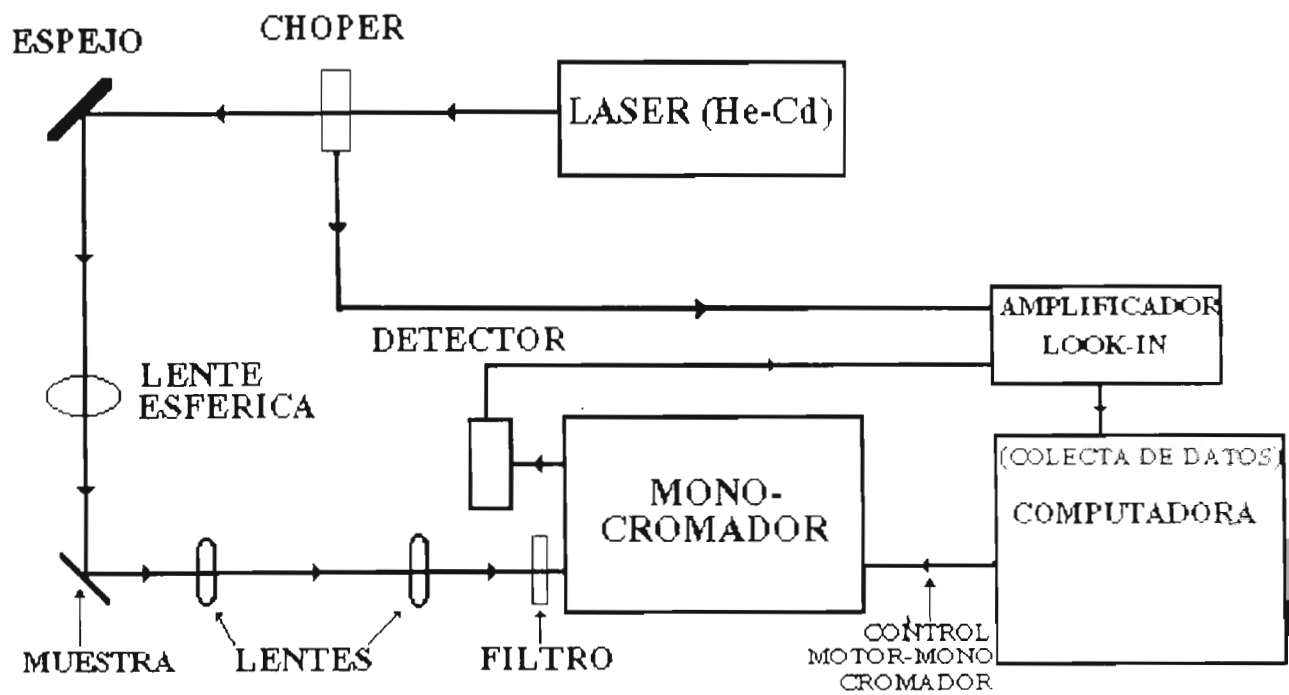 ESPEJO
CHOPER
LASER (He-Cd)
DETECTOR
AMPLIFICADOR
LOOK-IN
LENTE
ESFERICA
MONO-
CROMADOR
(COLECTA DE DATOS)
COMPUTADORA
MUESTRA
LENTES
FILTRO
CONTROL
MOTOR-MONO
CROMADOR